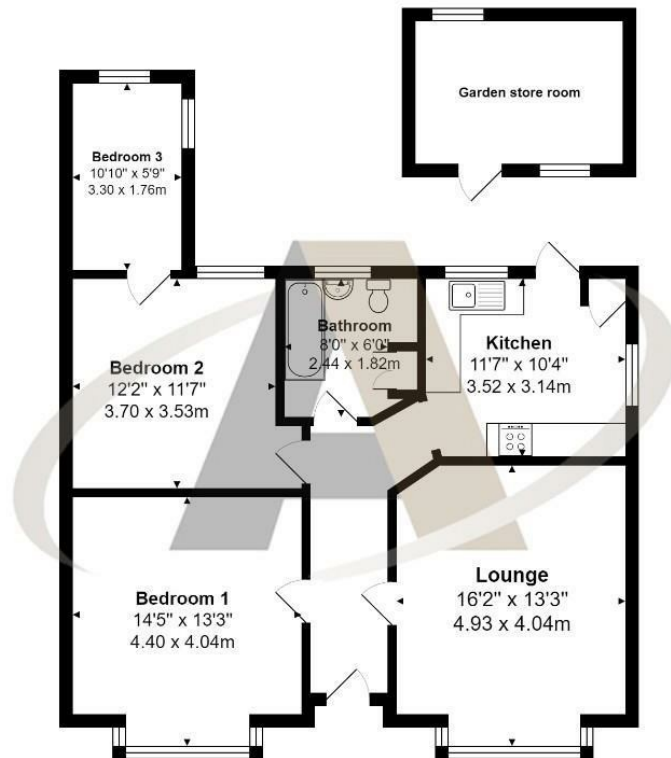 Garden store room
Bedroom 3
10'10" x 5'9"
3.30 x 1.76m
Bathroom
8'0" x 6'0"
2.44 x 1.82m
Kitchen
11'7" x 10'4"
3.52 x 3.14m
Bedroom 2
12'2" x 11'7"
3.70 x 3.53m
Bedroom 1
14'5" x 13'3"
4.40 x 4.04m
Lounge
16'2" x 13'3"
4.93 x 4.04m
A